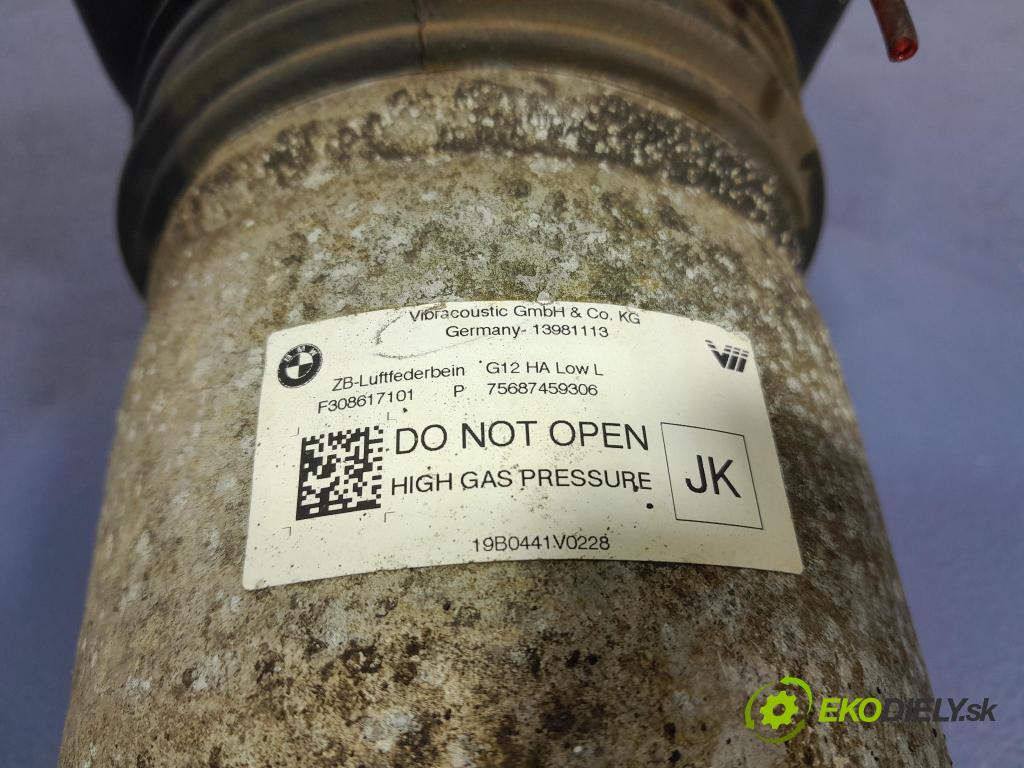 Vibracoustic GmbH & Co. KG
Germany- 13981113
BMW
ZB-Luftfederbein G12 HA Low L
F308617101 P 75687459306
DO NOT OPEN
HIGH GAS PRESSURE
JK
19B0441V0228
EKODIELY.sk